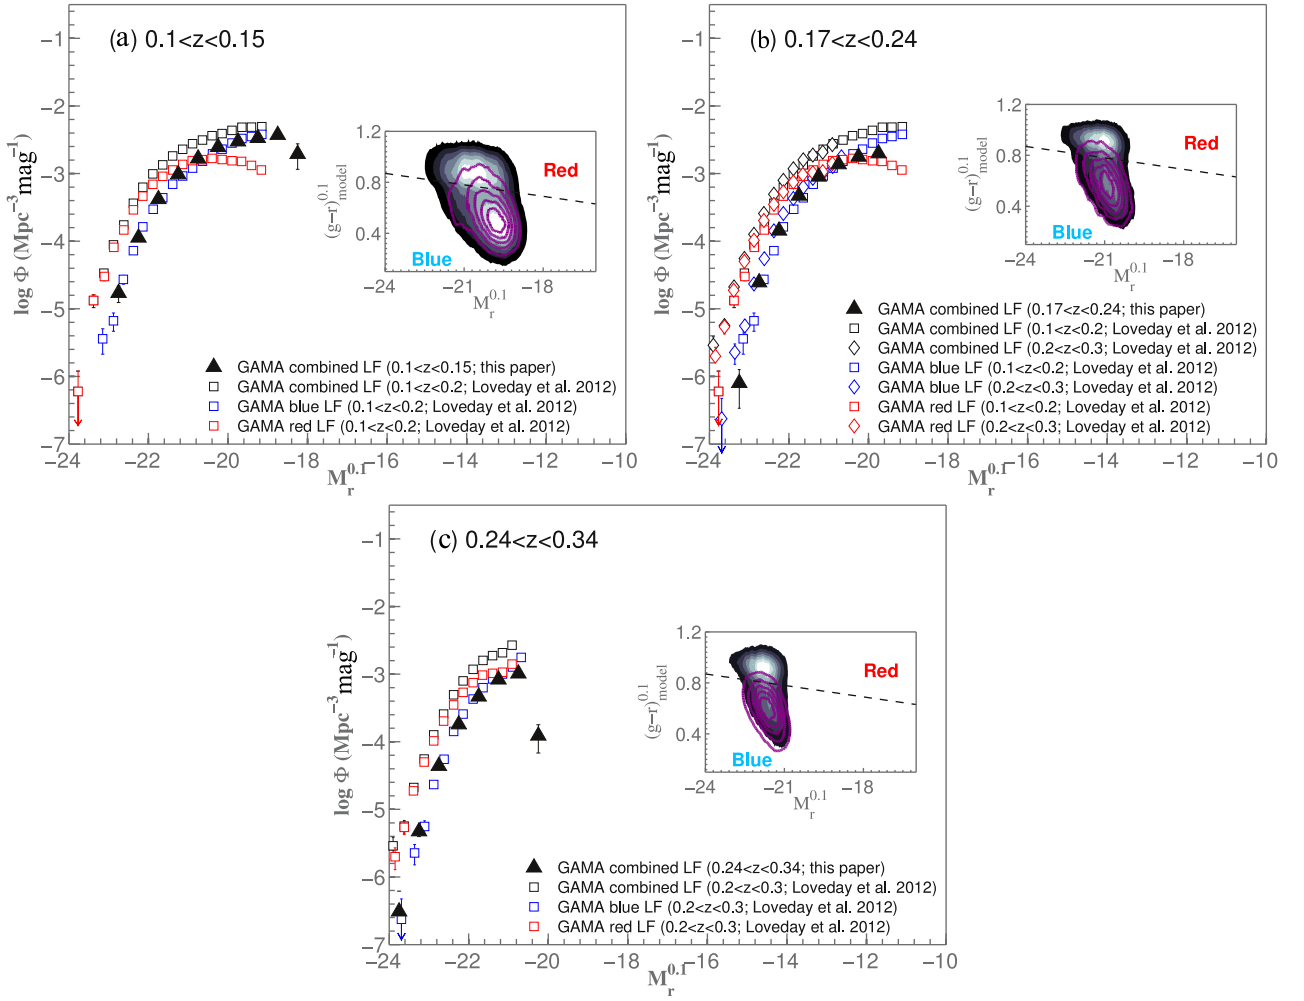 (a) 0.1<z<0.15
log Φ (Mpc⁻³mag⁻¹)
−1
−2
−3
−4
−5
−6
−7
−24
−22
−20
−18
−16
−14
−12
−10
M_r^0.1
1.2
0.8
0.4
(g−r)^0.1_model
Red
Blue
−24
−21
−18
M_r^0.1
GAMA combined LF (0.1<z<0.15; this paper)
GAMA combined LF (0.1<z<0.2; Loveday et al. 2012)
GAMA blue LF (0.1<z<0.2; Loveday et al. 2012)
GAMA red LF (0.1<z<0.2; Loveday et al. 2012)
(b) 0.17<z<0.24
log Φ (Mpc⁻³mag⁻¹)
−1
−2
−3
−4
−5
−6
−7
−24
−22
−20
−18
−16
−14
−12
−10
M_r^0.1
1.2
0.8
0.4
(g−r)^0.1_model
Red
Blue
−24
−21
−18
M_r^0.1
GAMA combined LF (0.17<z<0.24; this paper)
GAMA combined LF (0.1<z<0.2; Loveday et al. 2012)
GAMA combined LF (0.2<z<0.3; Loveday et al. 2012)
GAMA blue LF (0.1<z<0.2; Loveday et al. 2012)
GAMA blue LF (0.2<z<0.3; Loveday et al. 2012)
GAMA red LF (0.1<z<0.2; Loveday et al. 2012)
GAMA red LF (0.2<z<0.3; Loveday et al. 2012)
(c) 0.24<z<0.34
log Φ (Mpc⁻³mag⁻¹)
−1
−2
−3
−4
−5
−6
−7
−24
−22
−20
−18
−16
−14
−12
−10
M_r^0.1
1.2
0.8
0.4
(g−r)^0.1_model
Red
Blue
−24
−21
−18
M_r^0.1
GAMA combined LF (0.24<z<0.34; this paper)
GAMA combined LF (0.2<z<0.3; Loveday et al. 2012)
GAMA blue LF (0.2<z<0.3; Loveday et al. 2012)
GAMA red LF (0.2<z<0.3; Loveday et al. 2012)